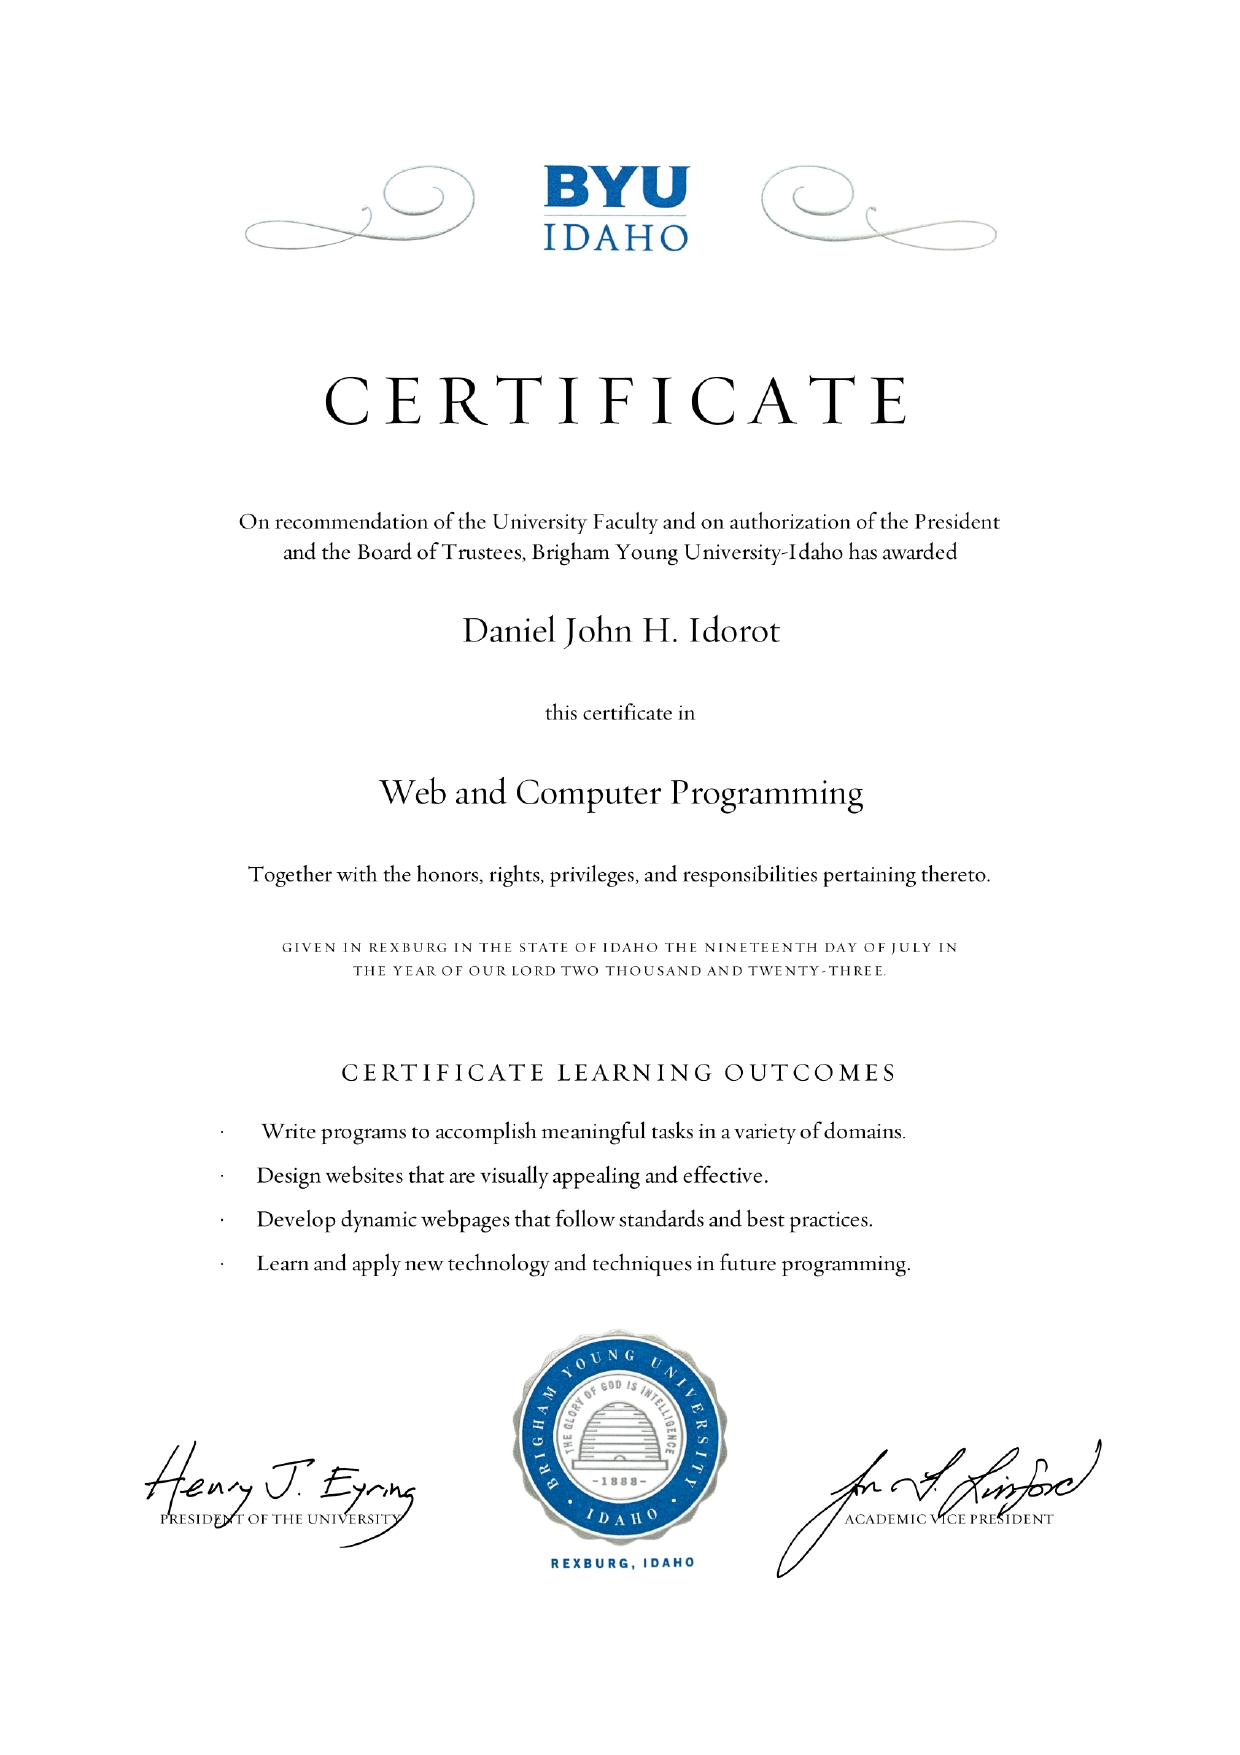 BYU
IDAHO
CERTIFICATE
On recommendation of the University Faculty and on authorization of the President
and the Board of Trustees, Brigham Young University-Idaho has awarded
Daniel John H. Idorot
this certificate in
Web and Computer Programming
Together with the honors, rights, privileges, and responsibilities pertaining thereto.
GIVEN IN REXBURG IN THE STATE OF IDAHO THE NINETEENTH DAY OF JULY IN
THE YEAR OF OUR LORD TWO THOUSAND AND TWENTY-THREE.
CERTIFICATE LEARNING OUTCOMES
· Write programs to accomplish meaningful tasks in a variety of domains.
· Design websites that are visually appealing and effective.
· Develop dynamic webpages that follow standards and best practices.
· Learn and apply new technology and techniques in future programming.
BRIGHAM YOUNG UNIVERSITY • IDAHO •
THE GLORY OF GOD IS INTELLIGENCE
-1888-
REXBURG, IDAHO
Henry J. Eyring
PRESIDENT OF THE UNIVERSITY
Jon J. Linford
ACADEMIC VICE PRESIDENT